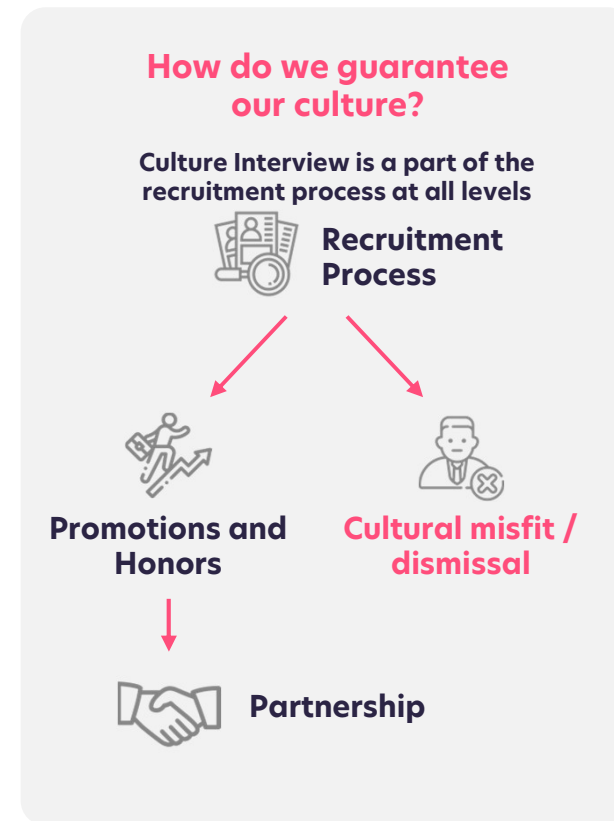 How do we guarantee
our culture?
Culture Interview is a part of the
recruitment process at all levels
Recruitment
Process
Promotions and
Honors
Cultural misfit /
dismissal
Partnership